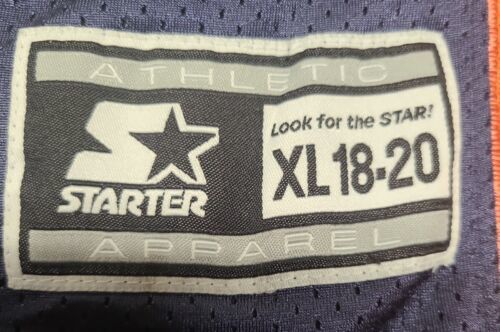 ATHLETIC
STARTER
Look for the STAR!
XL 18-20
APPAREL